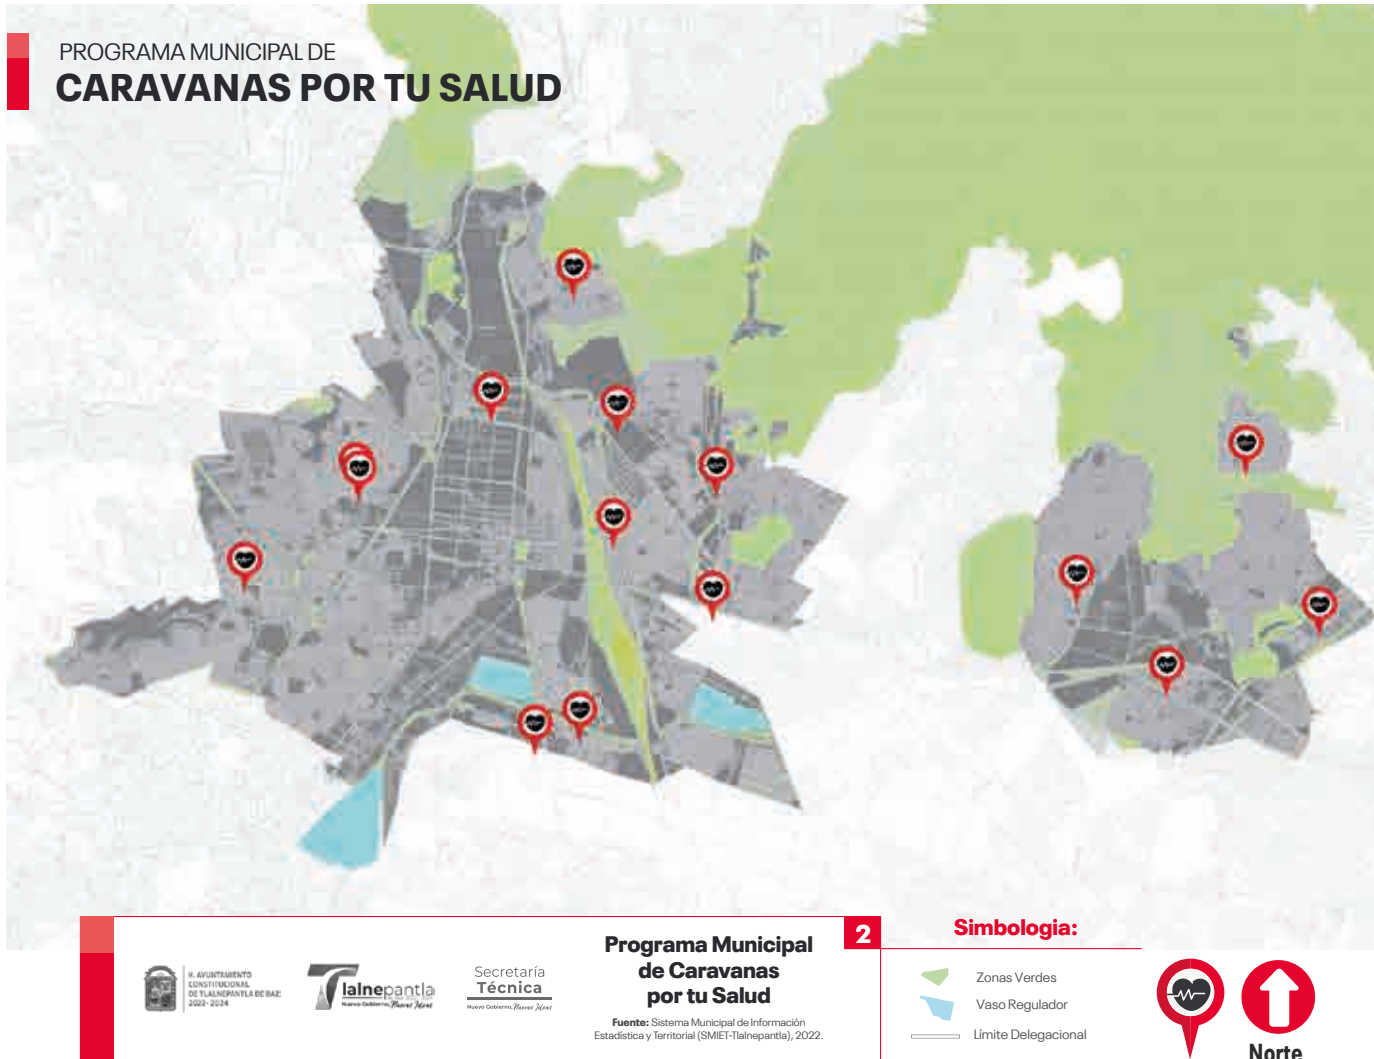 PROGRAMA MUNICIPAL DE
CARAVANAS POR TU SALUD
H. AYUNTAMIENTO
CONSTITUCIONAL
DE TLALNEPANTLA DE BAZ
2022-2024
Tlalnepantla
Nuevo Gobierno, Nuevas Ideas
Secretaría
Técnica
Nuevo Gobierno, Nuevas Ideas
Programa Municipal
de Caravanas
por tu Salud
Fuente: Sistema Municipal de Información
Estadística y Territorial (SMIET-Tlalnepantla), 2022.
2
Simbologia:
Zonas Verdes
Vaso Regulador
Límite Delegacional
Norte